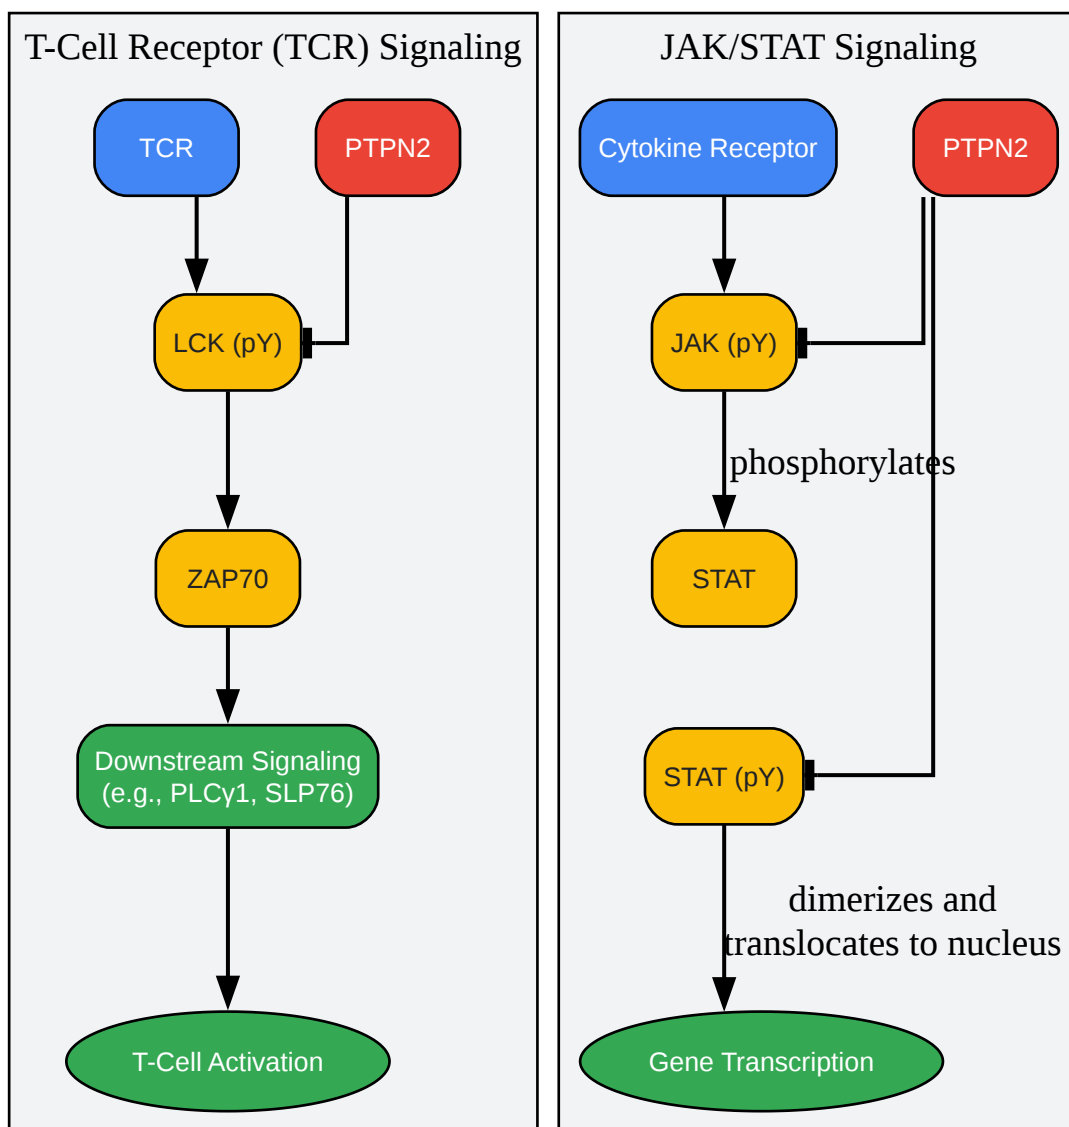 T-Cell Receptor (TCR) Signaling
TCR
PTPN2
LCK (pY)
ZAP70
Downstream Signaling
(e.g., PLCγ1, SLP76)
T-Cell Activation
JAK/STAT Signaling
Cytokine Receptor
PTPN2
JAK (pY)
phosphorylates
STAT
STAT (pY)
dimerizes and
translocates to nucleus
Gene Transcription